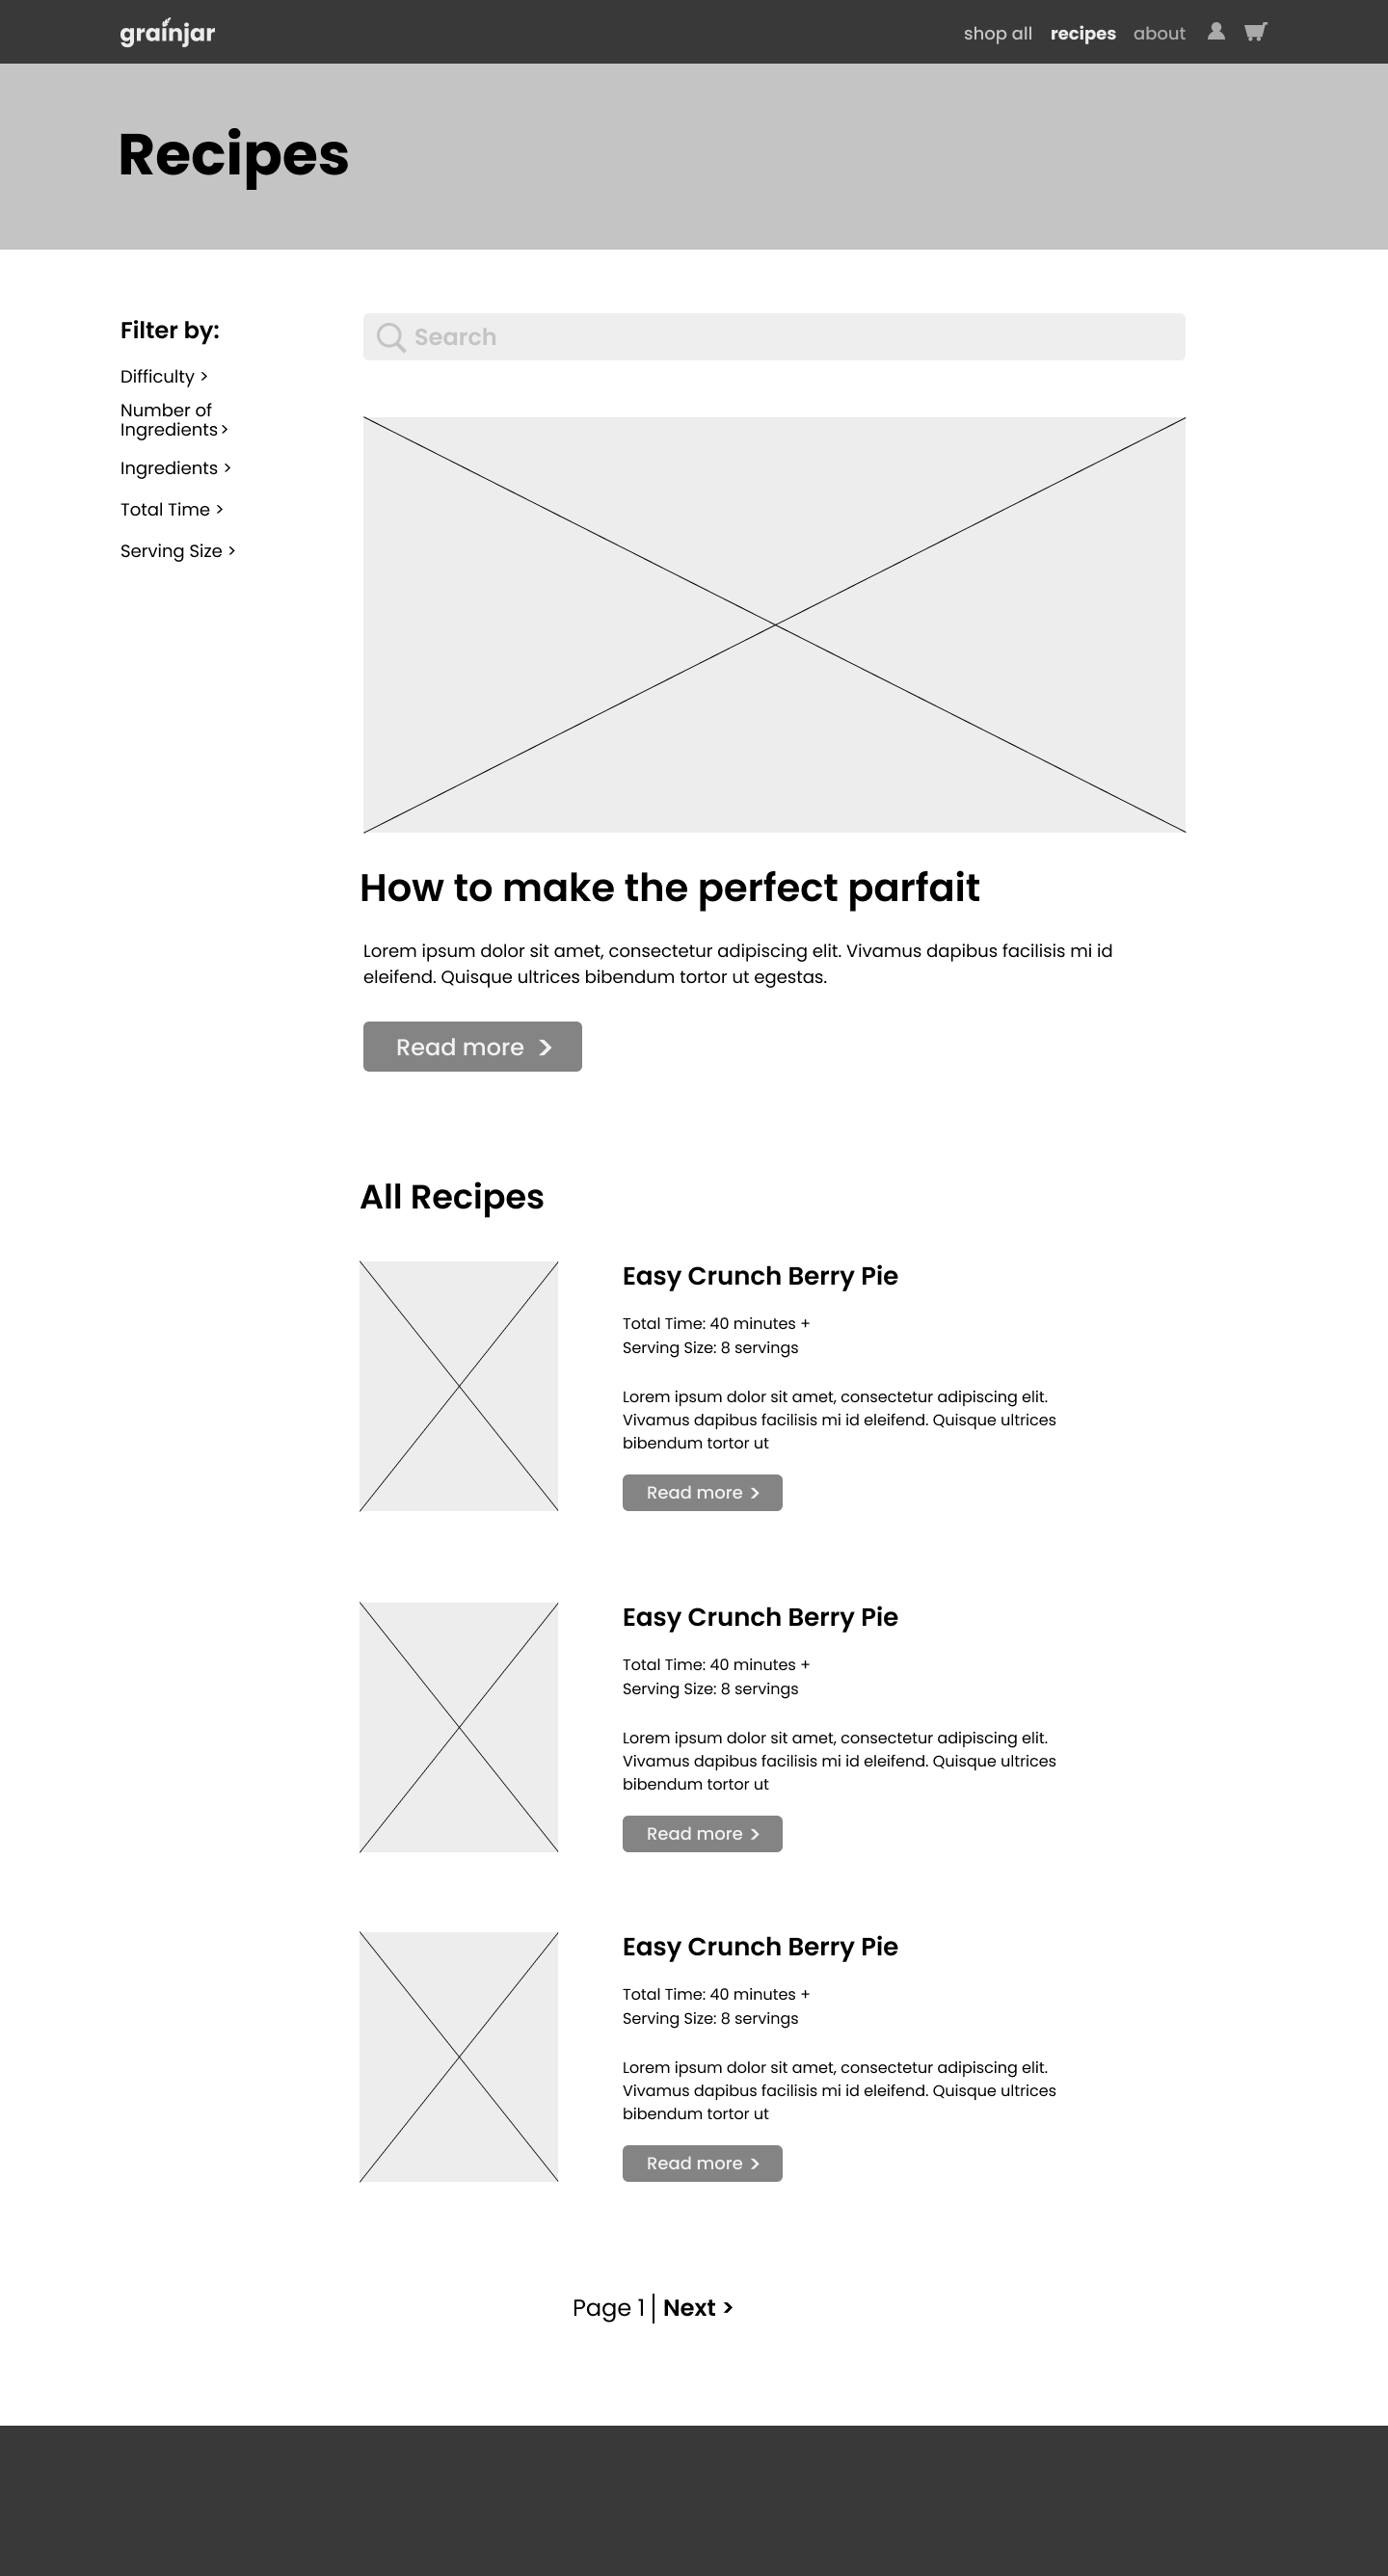 grainjar
shop all recipes about
Recipes
Filter by:
Difficulty >
Number of
Ingredients >
Ingredients >
Total Time >
Serving Size >
Search
How to make the perfect parfait
Lorem ipsum dolor sit amet, consectetur adipiscing elit. Vivamus dapibus facilisis mi id
eleifend. Quisque ultrices bibendum tortor ut egestas.
Read more >
All Recipes
Easy Crunch Berry Pie
Total Time: 40 minutes +
Serving Size: 8 servings
Lorem ipsum dolor sit amet, consectetur adipiscing elit.
Vivamus dapibus facilisis mi id eleifend. Quisque ultrices
bibendum tortor ut
Read more >
Easy Crunch Berry Pie
Total Time: 40 minutes +
Serving Size: 8 servings
Lorem ipsum dolor sit amet, consectetur adipiscing elit.
Vivamus dapibus facilisis mi id eleifend. Quisque ultrices
bibendum tortor ut
Read more >
Easy Crunch Berry Pie
Total Time: 40 minutes +
Serving Size: 8 servings
Lorem ipsum dolor sit amet, consectetur adipiscing elit.
Vivamus dapibus facilisis mi id eleifend. Quisque ultrices
bibendum tortor ut
Read more >
Page 1 | Next >